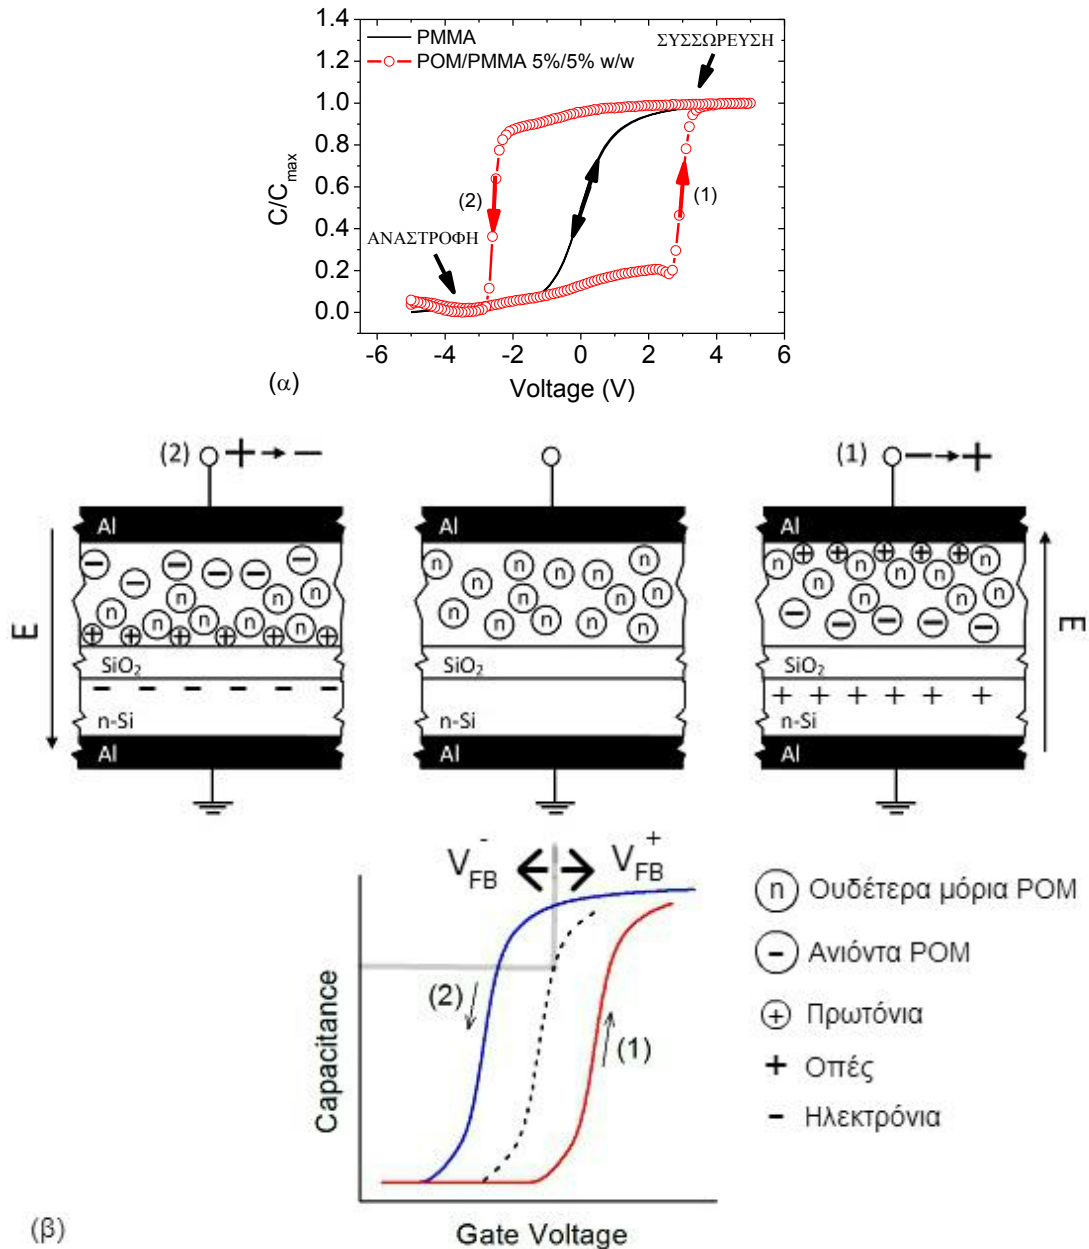 1.4
1.2
1.0
0.8
0.6
0.4
0.2
0.0
C/Cmax
PMMA
POM/PMMA 5%/5% w/w
ΣΥΣΣΩΡΕΥΣΗ
ΑΝΑΣΤΡΟΦΗ
(2)
(1)
-6 -4 -2 0 2 4 6
Voltage (V)
(α)
(2) + → −
(1) − → +
Al
SiO₂
n-Si
Al
E
Al
SiO₂
n-Si
Al
Al
SiO₂
n-Si
Al
E
V_FB⁻
V_FB⁺
(2)
(1)
Capacitance
Gate Voltage
n Ουδέτερα μόρια POM
− Ανιόντα POM
+ Πρωτόνια
+ Οπές
- Ηλεκτρόνια
(β)